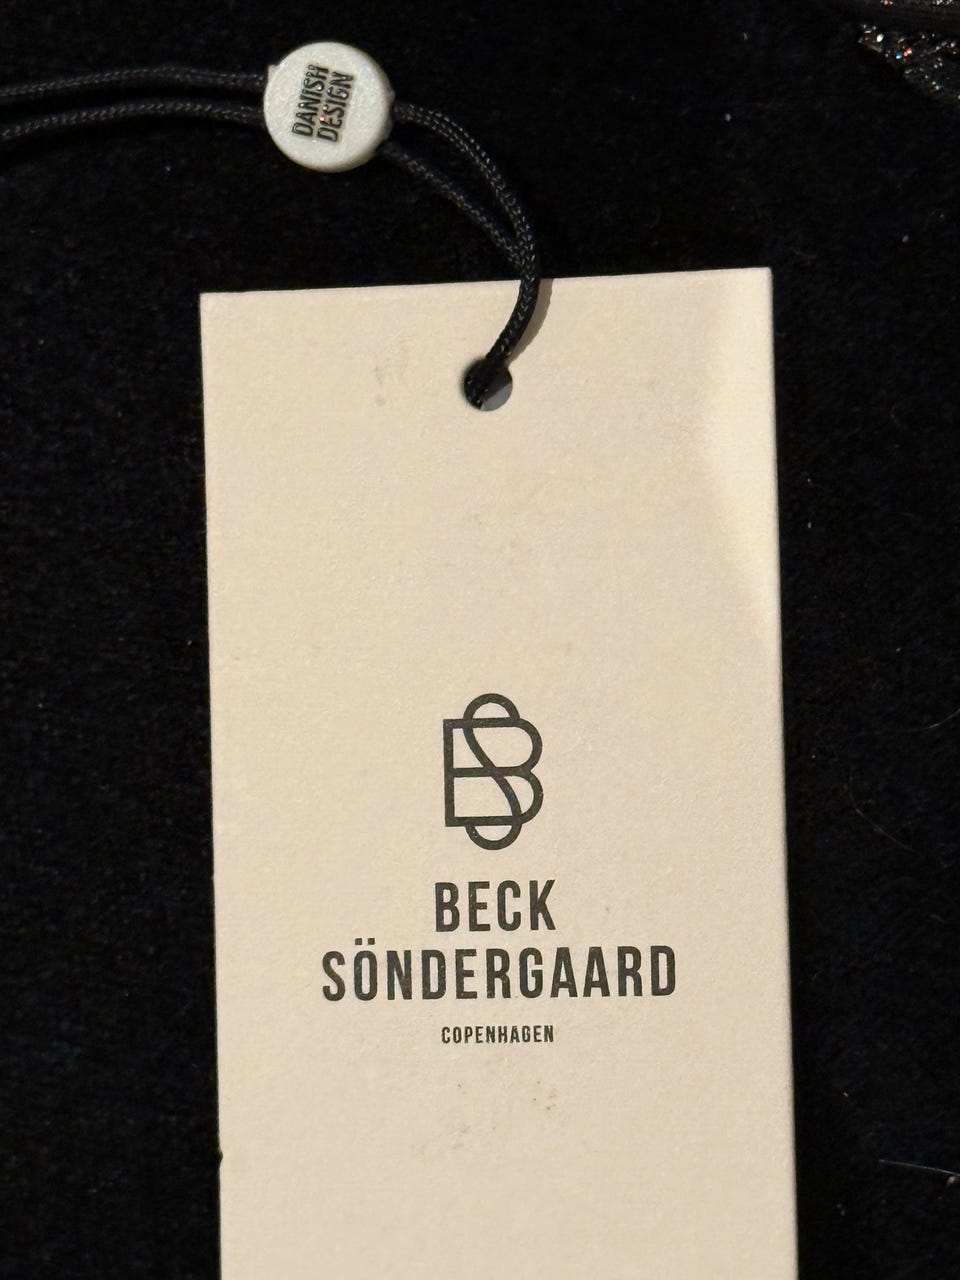 DANISH
DESIGN
BECK
SÖNDERGAARD
COPENHAGEN